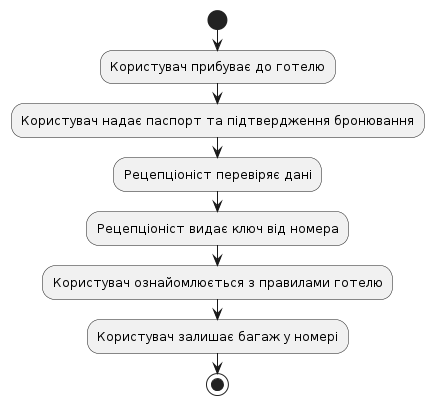 Користувач прибуває до готелю
Користувач надає паспорт та підтвердження бронювання
Рецепціоніст перевіряє дані
Рецепціоніст видає ключ від номера
Користувач ознайомлюється з правилами готелю
Користувач залишає багаж у номері